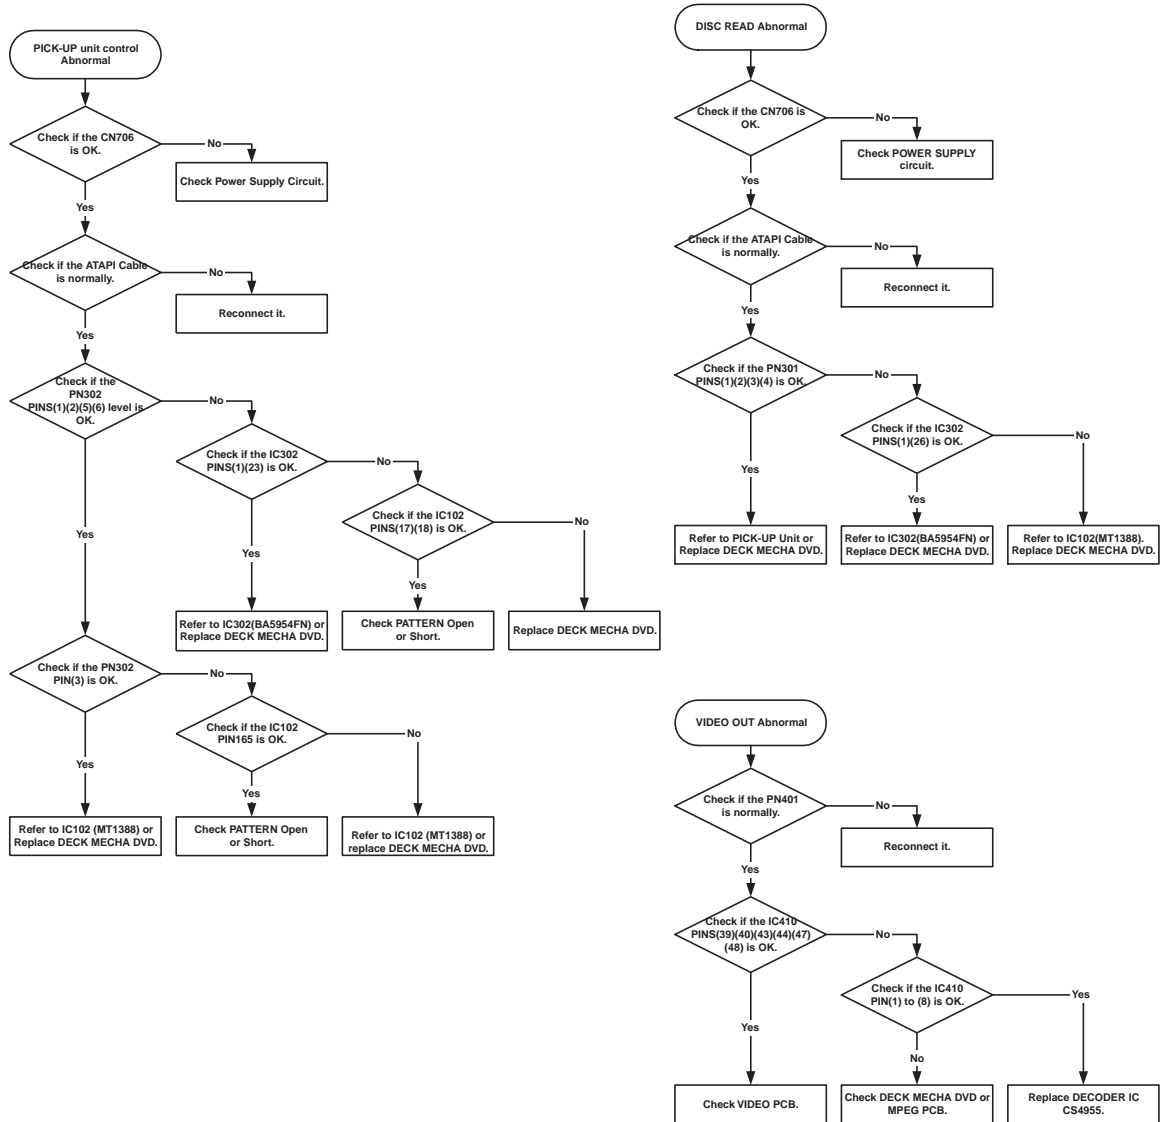 PICK-UP unit control
Abnormal
Check if the CN706
is OK.
No
Check Power Supply Circuit.
Yes
Check if the ATAPI Cable
is normally.
No
Reconnect it.
Yes
Check if the
PN302
PINS(1)(2)(5)(6) level is
OK.
No
Check if the IC302
PINS(1)(23) is OK.
No
Check if the IC102
PINS(17)(18) is OK.
No
Yes
Yes
Yes
Refer to IC302(BA5954FN) or
Replace DECK MECHA DVD.
Check PATTERN Open
or Short.
Replace DECK MECHA DVD.
Check if the PN302
PIN(3) is OK.
No
Check if the IC102
PIN165 is OK.
No
Yes
Yes
Refer to IC102 (MT1388) or
Replace DECK MECHA DVD.
Check PATTERN Open
or Short.
Refer to IC102 (MT1388) or
replace DECK MECHA DVD.
DISC READ Abnormal
Check if the CN706 is
OK.
No
Check POWER SUPPLY
circuit.
Yes
Check if the ATAPI Cable
is normally.
No
Reconnect it.
Yes
Check if the PN301
PINS(1)(2)(3)(4) is OK.
No
Check if the IC302
PINS(1)(26) is OK.
No
Yes
Yes
Refer to PICK-UP Unit or
Replace DECK MECHA DVD.
Refer to IC302(BA5954FN) or
Replace DECK MECHA DVD.
Refer to IC102(MT1388).
Replace DECK MECHA DVD.
VIDEO OUT Abnormal
Check if the PN401
is normally.
No
Reconnect it.
Yes
Check if the IC410
PINS(39)(40)(43)(44)(47)
(48) is OK.
No
Check if the IC410
PIN(1) to (8) is OK.
Yes
Yes
No
Check VIDEO PCB.
Check DECK MECHA DVD or
MPEG PCB.
Replace DECODER IC
CS4955.